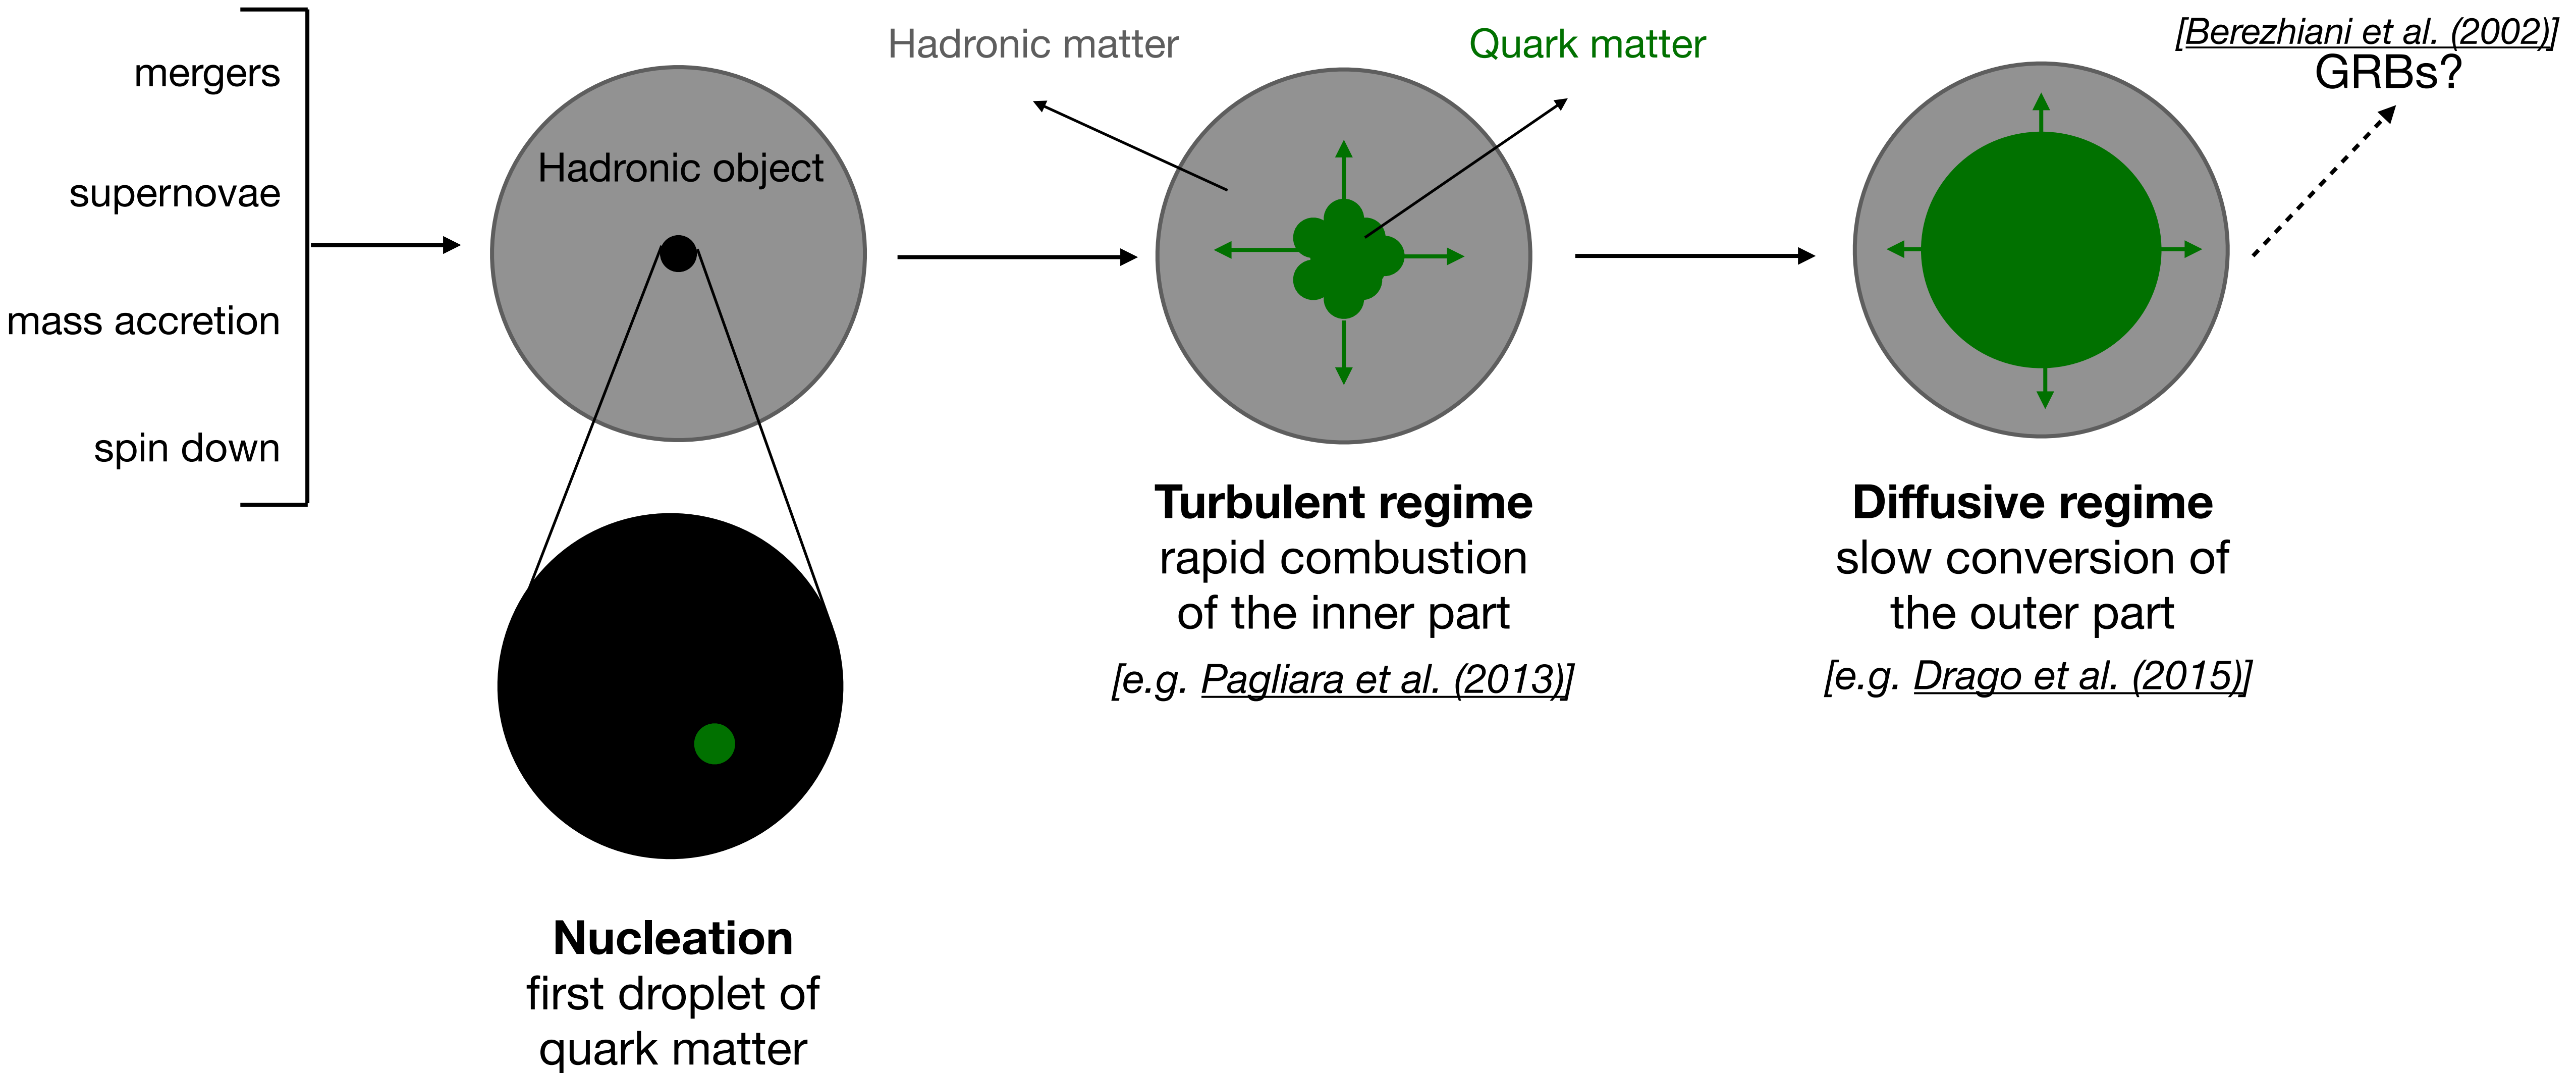 mergers
supernovae
mass accretion
spin down
Hadronic object
Nucleation
first droplet of
quark matter
Hadronic matter
Quark matter
Turbulent regime
rapid combustion
of the inner part
[e.g. Pagliara et al. (2013)]
Diffusive regime
slow conversion of
the outer part
[e.g. Drago et al. (2015)]
[Berezhiani et al. (2002)]
GRBs?